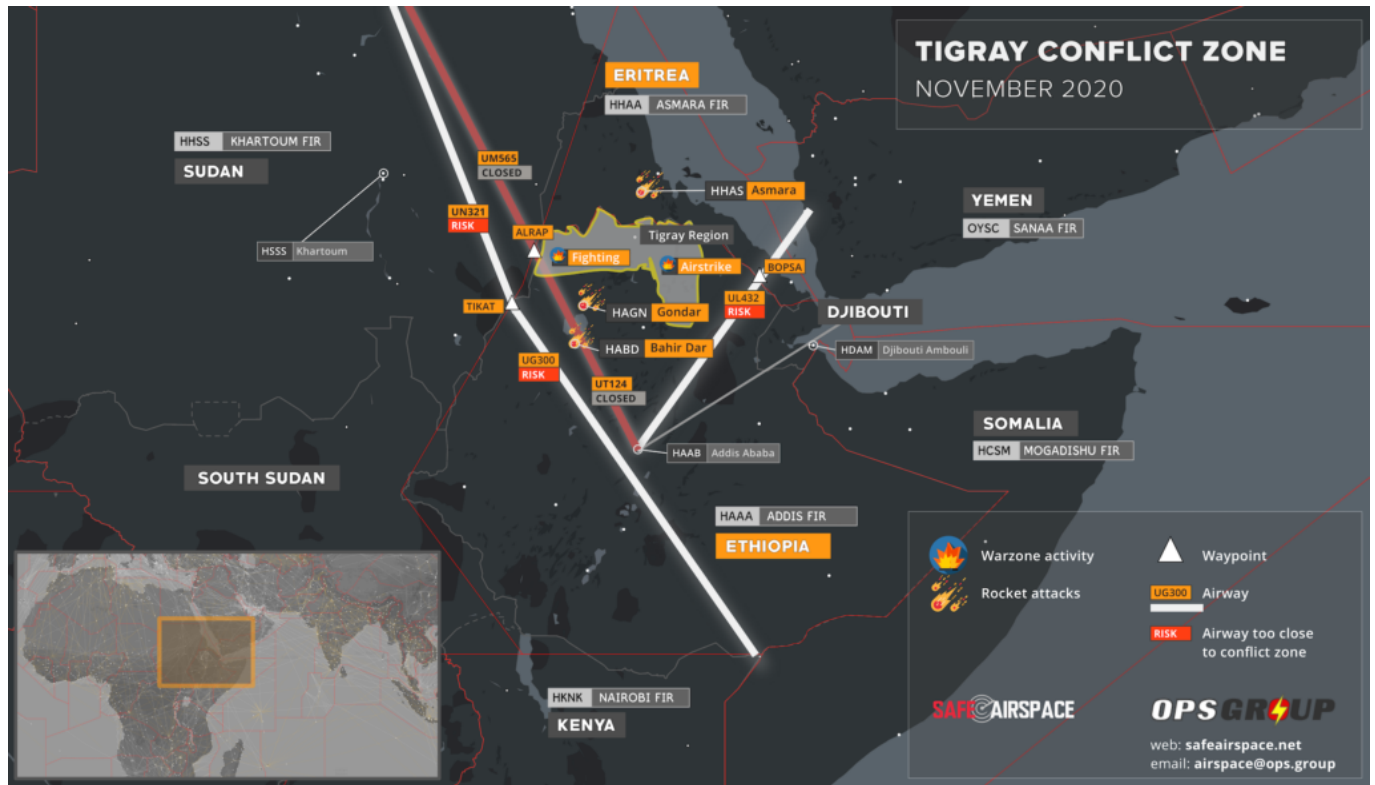 TIGRAY CONFLICT ZONE
NOVEMBER 2020
ERITREA
HHAA ASMARA FIR
HHSS KHARTOUM FIR
SUDAN
UM565
CLOSED
HHAS Asmara
YEMEN
OYSC SANAA FIR
UN321
RISK
ALRAP
Tigray Region
HSSS Khartoum
Fighting
Airstrike
BOPSA
TIKAT
UL432
RISK
HAGN Gondar
DJIBOUTI
HABD Bahir Dar
HDAM Djibouti Ambouli
UG300
RISK
UT124
CLOSED
SOMALIA
HCSM MOGADISHU FIR
HAAB Addis Ababa
SOUTH SUDAN
HAAA ADDIS FIR
ETHIOPIA
HKNK NAIROBI FIR
KENYA
Warzone activity
Waypoint
Rocket attacks
UG300 Airway
RISK Airway too close
to conflict zone
SAFE AIRSPACE
OPSGROUP
web: safeairspace.net
email: airspace@ops.group